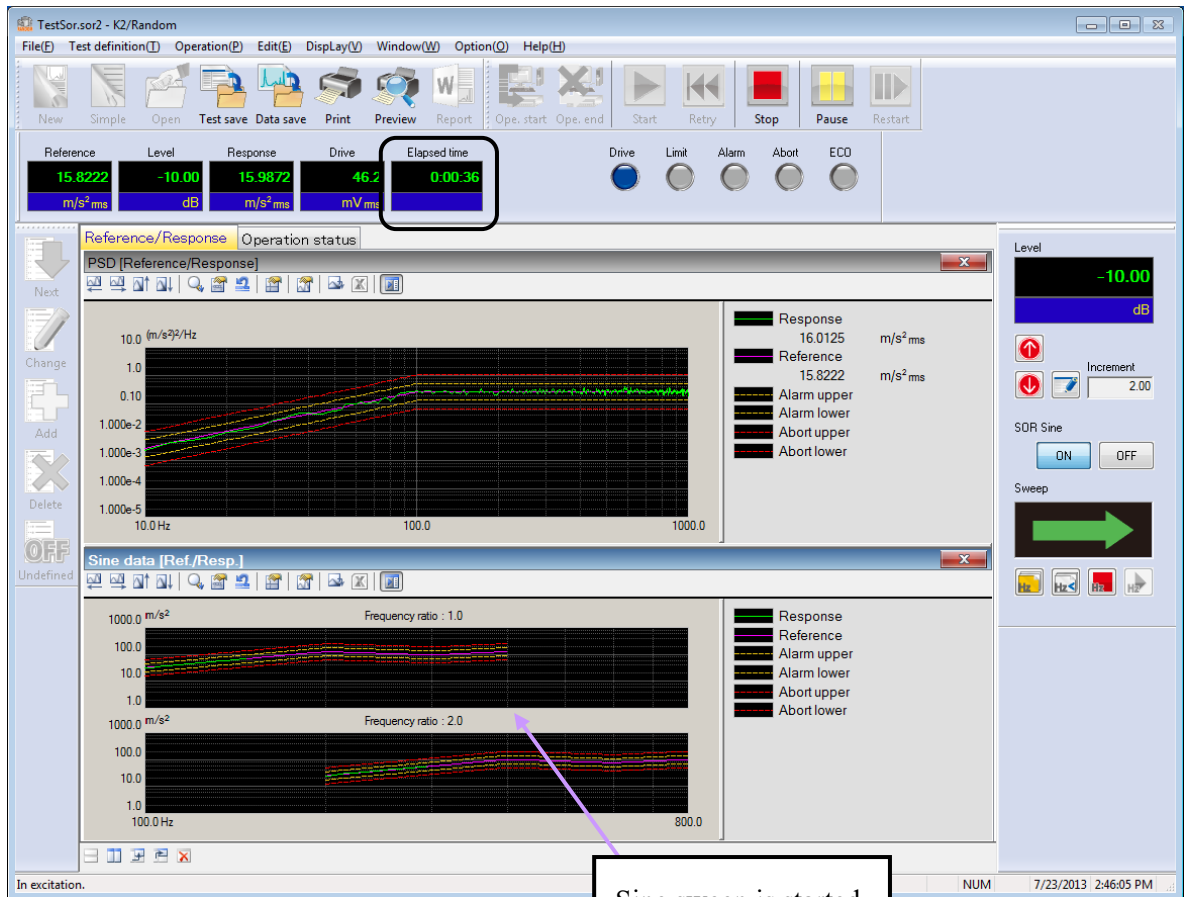 TestSor.sor2 - K2/Random
File(F) Test definition(T) Operation(P) Edit(E) DispLay(V) Window(W) Option(O) Help(H)
New Simple Open Test save Data save Print Preview Report Ope. start Ope. end Start Retry Stop Pause Restart
Reference Level Response Drive Elapsed time Drive Limit Alarm Abort ECO
15.8222 -10.00 15.9872 46.2 0:00:36
m/s² rms dB m/s² rms mV rms
Reference/Response Operation status
PSD [Reference/Response]
10.0 (m/s²)²/Hz
1.0
0.10
1.000e-2
1.000e-3
1.000e-4
1.000e-5
10.0 Hz 100.0 1000.0
Response
16.0125 m/s² rms
Reference
15.8222 m/s² rms
Alarm upper
Alarm lower
Abort upper
Abort lower
Next
Change
Add
Delete
OFF
Undefined
Sine data [Ref./Resp.]
1000.0 m/s² Frequency ratio : 1.0
100.0
10.0
1.0
1000.0 m/s² Frequency ratio : 2.0
100.0
10.0
1.0
100.0 Hz 800.0
Response
Reference
Alarm upper
Alarm lower
Abort upper
Abort lower
Level
-10.00
dB
Increment
2.00
SOR Sine
ON OFF
Sweep
Hz Hz< Hz Hz
Sine sweep is started
In excitation. NUM 7/23/2013 2:46:05 PM